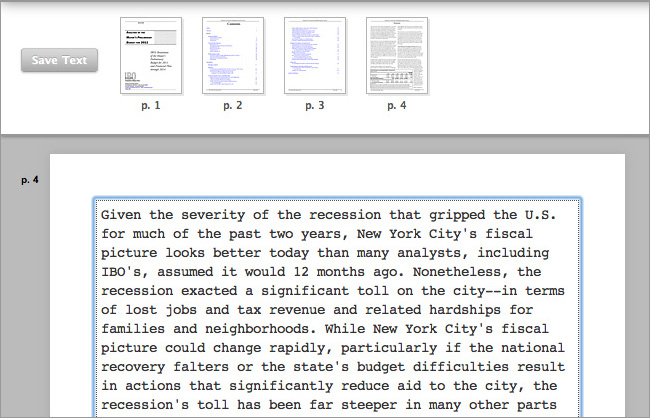 Save Text
p. 1
p. 2
p. 3
p. 4
p. 4
Given the severity of the recession that gripped the U.S.
for much of the past two years, New York City's fiscal
picture looks better today than many analysts, including
IBO's, assumed it would 12 months ago. Nonetheless, the
recession exacted a significant toll on the city--in terms
of lost jobs and tax revenue and related hardships for
families and neighborhoods. While New York City's fiscal
picture could change rapidly, particularly if the national
recovery falters or the state's budget difficulties result
in actions that significantly reduce aid to the city, the
recession's toll has been far steeper in many other parts